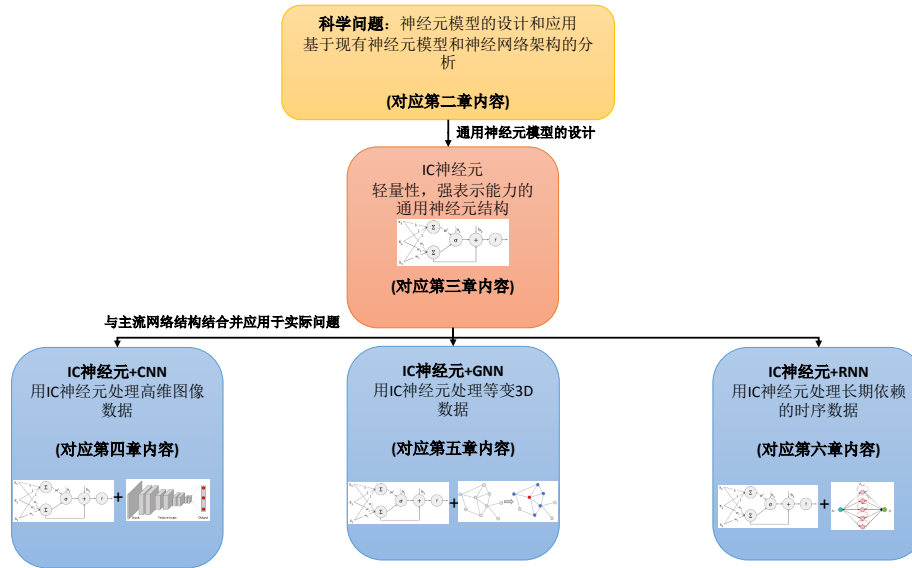 科学问题：神经元模型的设计和应用
基于现有神经元模型和神经网络架构的分
析
(对应第二章内容)
通用神经元模型的设计
IC神经元
轻量性，强表示能力的
通用神经元结构
(对应第三章内容)
与主流网络结构结合并应用于实际问题
IC神经元+CNN
用IC神经元处理高维图像
数据
(对应第四章内容)
+
IC神经元+GNN
用IC神经元处理等变3D
数据
(对应第五章内容)
+
IC神经元+RNN
用IC神经元处理长期依赖
的时序数据
(对应第六章内容)
+